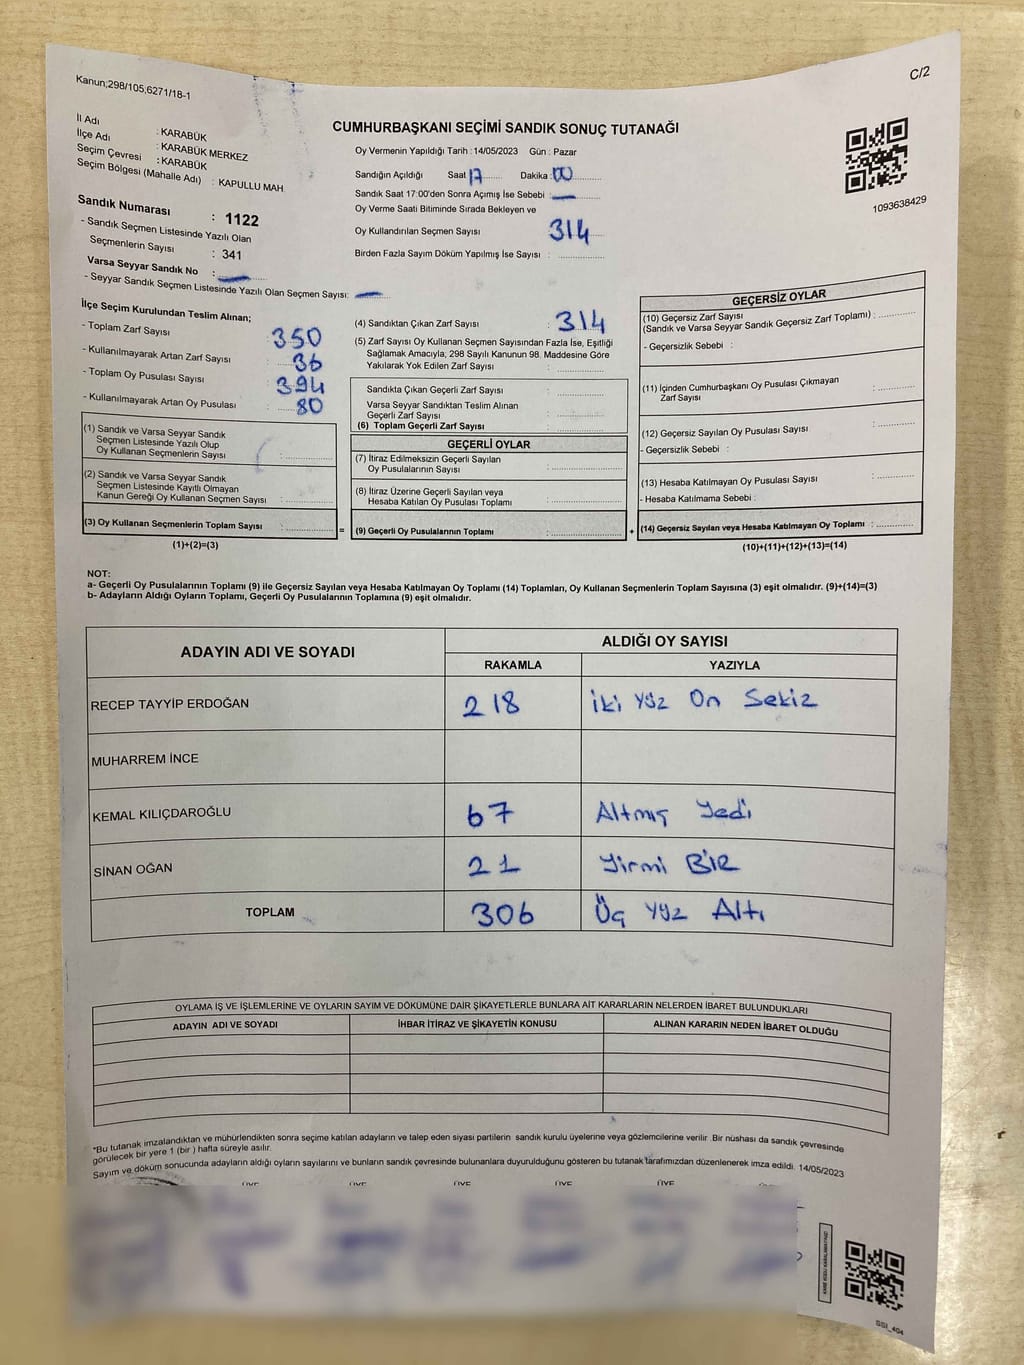 Kanun;298/105,6271/18-1
C/2
İl Adı : KARABÜK
İlçe Adı : KARABÜK MERKEZ
Seçim Çevresi : KARABÜK
Seçim Bölgesi (Mahalle Adı) : KAPULLU MAH
Sandık Numarası : 1122
- Sandık Seçmen Listesinde Yazılı Olan
Seçmenlerin Sayısı : 341
Varsa Seyyar Sandık No :
- Seyyar Sandık Seçmen Listesinde Yazılı Olan Seçmen Sayısı:
CUMHURBAŞKANI SEÇİMİ SANDIK SONUÇ TUTANAĞI
Oy Vermenin Yapıldığı Tarih :14/05/2023 Gün : Pazar
Sandığın Açıldığı Saat : 17 Dakika : 00
Sandık Saat 17:00'den Sonra Açımış İse Sebebi :
Oy Verme Saati Bitiminde Sırada Bekleyen ve
Oy Kullandırılan Seçmen Sayısı 314
Birden Fazla Sayım Döküm Yapılmış İse Sayısı :
1093638429
İlçe Seçim Kurulundan Teslim Alınan;
- Toplam Zarf Sayısı 350
- Kullanılmayarak Artan Zarf Sayısı 36
- Toplam Oy Pusulası Sayısı 394
- Kullanılmayarak Artan Oy Pusulası : 80
(1) Sandık ve Varsa Seyyar Sandık
Seçmen Listesinde Yazılı Olup
Oy Kullanan Seçmenlerin Sayısı :
(2) Sandık ve Varsa Seyyar Sandık
Seçmen Listesinde Kayıtlı Olmayan
Kanun Gereği Oy Kullanan Seçmen Sayısı :
(3) Oy Kullanan Seçmenlerin Toplam Sayısı : =
(1)+(2)=(3)
(4) Sandıktan Çıkan Zarf Sayısı : 314
(5) Zarf Sayısı Oy Kullanan Seçmen Sayısından Fazla İse, Eşitliği
Sağlamak Amacıyla, 298 Sayılı Kanunun 98. Maddesine Göre
Yakılarak Yok Edilen Zarf Sayısı :
Sandıkta Çıkan Geçerli Zarf Sayısı :
Varsa Seyyar Sandıktan Teslim Alınan
Geçerli Zarf Sayısı :
(6) Toplam Geçerli Zarf Sayısı :
GEÇERLİ OYLAR
(7) İtiraz Edilmeksizin Geçerli Sayılan
Oy Pusulalarının Sayısı :
(8) İtiraz Üzerine Geçerli Sayılan veya
Hesaba Katılan Oy Pusulası Toplamı :
(9) Geçerli Oy Pusulalarının Toplamı : +
GEÇERSİZ OYLAR
(10) Geçersiz Zarf Sayısı
(Sandık ve Varsa Seyyar Sandık Geçersiz Zarf Toplamı) :
- Geçersizlik Sebebi :
(11) İçinden Cumhurbaşkanı Oy Pusulası Çıkmayan
Zarf Sayısı :
(12) Geçersiz Sayılan Oy Pusulası Sayısı :
- Geçersizlik Sebebi :
(13) Hesaba Katılmayan Oy Pusulası Sayısı :
- Hesaba Katılmama Sebebi :
(14) Geçersiz Sayılan veya Hesaba Katılmayan Oy Toplamı :
(10)+(11)+(12)+(13)=(14)
NOT:
a- Geçerli Oy Pusulalarının Toplamı (9) ile Geçersiz Sayılan veya Hesaba Katılmayan Oy Toplamı (14) Toplamları, Oy Kullanan Seçmenlerin Toplam Sayısına (3) eşit olmalıdır. (9)+(14)=(3)
b- Adayların Aldığı Oyların Toplamı, Geçerli Oy Pusulalarının Toplamına (9) eşit olmalıdır.
ADAYIN ADI VE SOYADI
ALDIĞI OY SAYISI
RAKAMLA YAZIYLA
RECEP TAYYİP ERDOĞAN 218 İki Yüz On Sekiz
MUHARREM İNCE
KEMAL KILIÇDAROĞLU 67 Altmış Yedi
SİNAN OĞAN 21 Yirmi BİR
TOPLAM 306 Üç Yüz Altı
OYLAMA İŞ VE İŞLEMLERİNE VE OYLARIN SAYIM VE DÖKÜMÜNE DAİR ŞİKAYETLERLE BUNLARA AİT KARARLARIN NELERDEN İBARET BULUNDUKLARI
ADAYIN ADI VE SOYADI İHBAR İTİRAZ VE ŞİKAYETİN KONUSU ALINAN KARARIN NEDEN İBARET OLDUĞU
*Bu tutanak imzalandıktan ve mühürlendikten sonra seçime katılan adayların ve talep eden siyasi partilerin sandık kurulu üyelerine veya gözlemcilerine verilir .Bir nüshası da sandık çevresinde
görülecek bir yere 1 (bir ) hafta süreyle asılır.
Sayım ve döküm sonucunda adayların aldığı oyların sayılarını ve bunların sandık çevresinde bulunanlara duyurulduğunu gösteren bu tutanak tarafımızdan düzenlenerek imza edildi. 14/05/2023
ÜYE ÜYE ÜYE ÜYE ÜYE
SSI_404